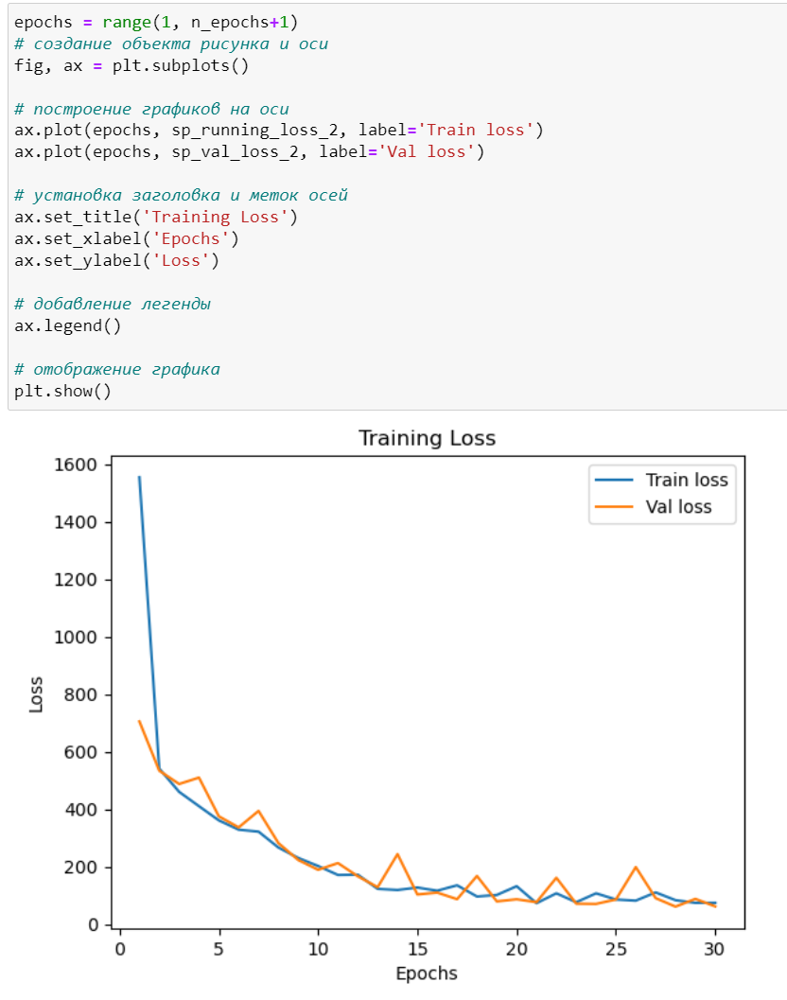 epochs = range(1, n_epochs+1)
# создание объекта рисунка и оси
fig, ax = plt.subplots()
# построение графиков на оси
ax.plot(epochs, sp_running_loss_2, label='Train loss')
ax.plot(epochs, sp_val_loss_2, label='Val loss')
# установка заголовка и меток осей
ax.set_title('Training Loss')
ax.set_xlabel('Epochs')
ax.set_ylabel('Loss')
# добавление легенды
ax.legend()
# отображение графика
plt.show()
Training Loss
Train loss
Val loss
1600
1400
1200
1000
800
600
400
200
0
Loss
0 5 10 15 20 25 30
Epochs